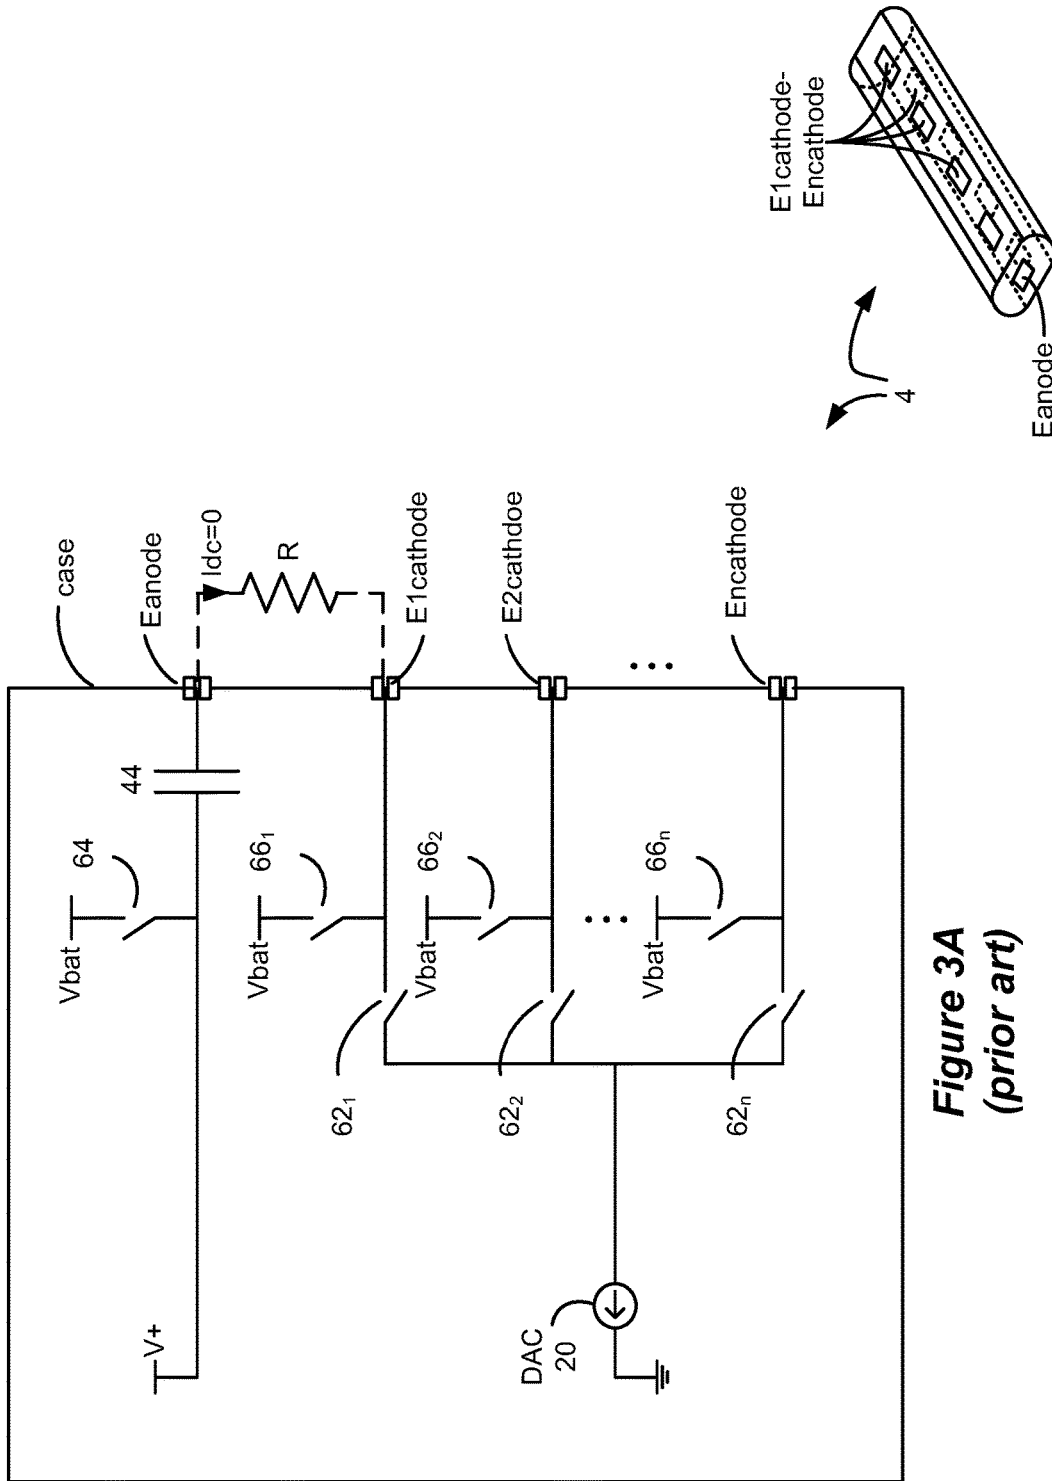 case
Eanode
Idc=0
R
E1cathode
E2cathdoe
Encathode
44
Vbat
64
Vbat
66₁
Vbat
66₂
Vbat
66ₙ
V+
62₁
62₂
62ₙ
DAC
20
E1cathode-
Encathode
4
Eanode
Figure 3A
(prior art)